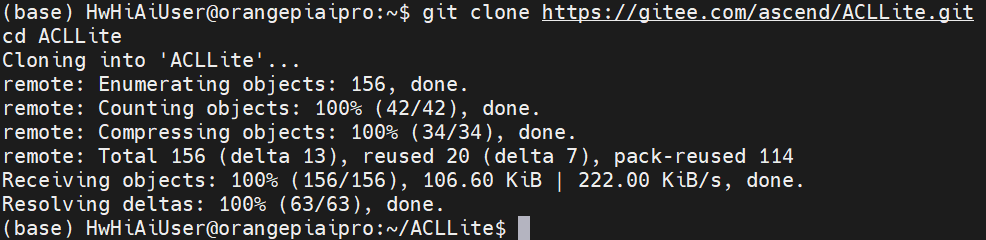 (base) HwHiAiUser@orangepiaipro:~$ git clone https://gitee.com/ascend/ACLLite.git
cd ACLLite
Cloning into 'ACLLite'...
remote: Enumerating objects: 156, done.
remote: Counting objects: 100% (42/42), done.
remote: Compressing objects: 100% (34/34), done.
remote: Total 156 (delta 13), reused 20 (delta 7), pack-reused 114
Receiving objects: 100% (156/156), 106.60 KiB | 222.00 KiB/s, done.
Resolving deltas: 100% (63/63), done.
(base) HwHiAiUser@orangepiaipro:~/ACLLite$